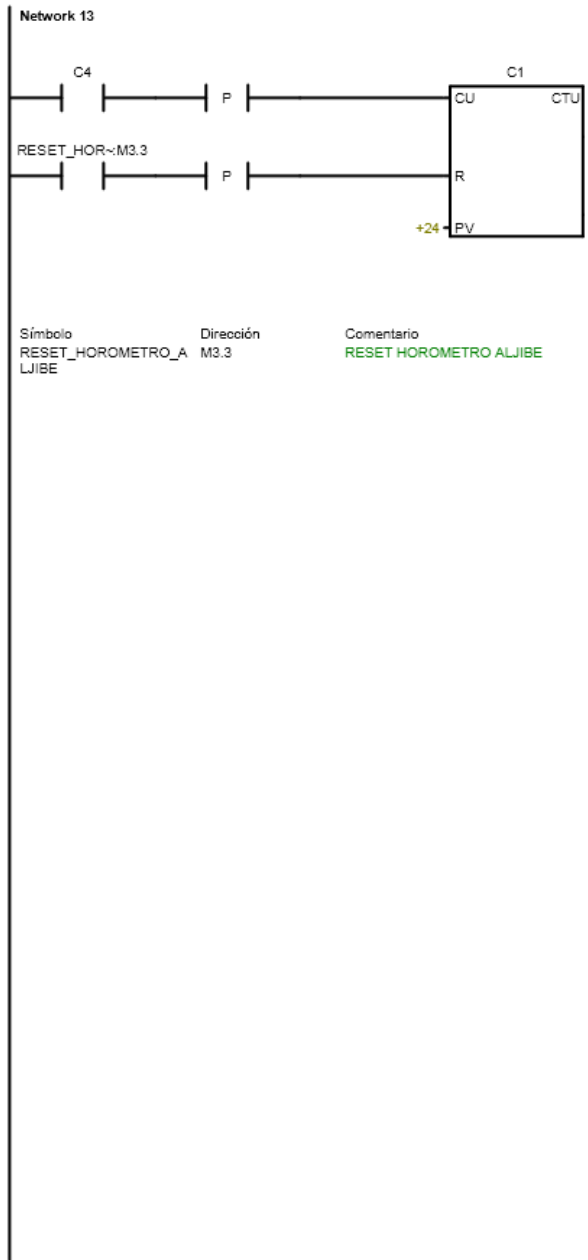 Network 13
C4
C1
P
CU CTU
RESET_HOR~:M3.3
P
R
+24 PV
Símbolo Dirección Comentario
RESET_HOROMETRO_A M3.3 RESET HOROMETRO ALJIBE
LJIBE